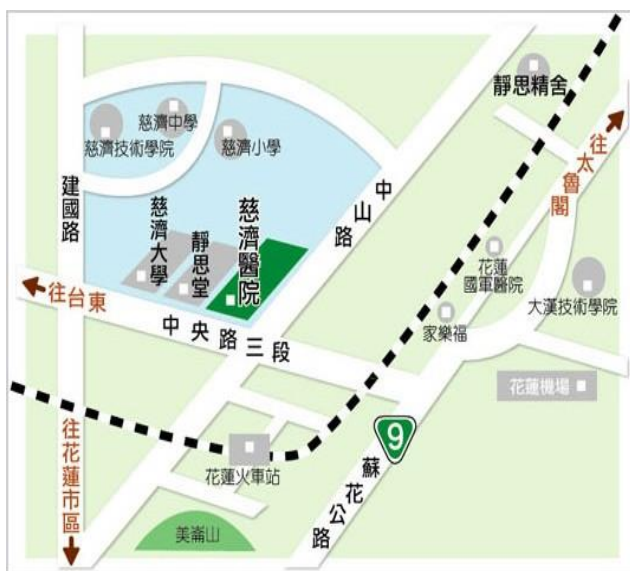 靜思精舍
往太魯閣
慈濟中學
慈濟技術學院
慈濟小學
建國路
中山路
慈濟大學
靜思堂
慈濟醫院
花蓮
國軍醫院
大漢技術學院
往台東
中央路三段
家樂福
花蓮機場
9
蘇花公路
花蓮火車站
往花蓮市區
美崙山